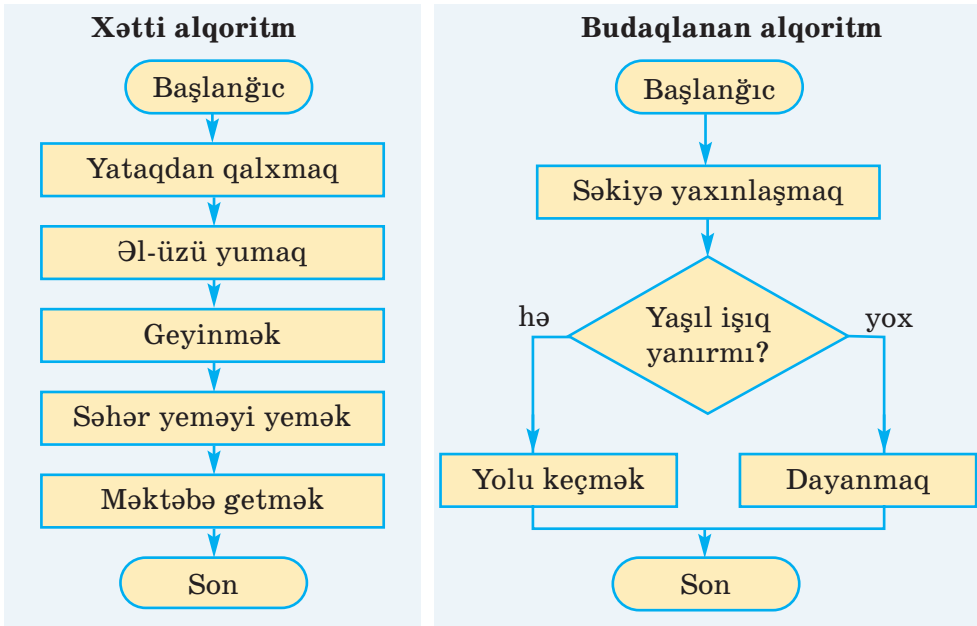 Xətti alqoritm
Başlanğıc
Yataqdan qalxmaq
Əl-üzü yumaq
Geyinmək
Səhər yeməyi yemək
Məktəbə getmək
Son
Budaqlanan alqoritm
Başlanğıc
Səkiyə yaxınlaşmaq
hə
Yaşıl işıq
yanırmı?
yox
Yolu keçmək
Dayanmaq
Son